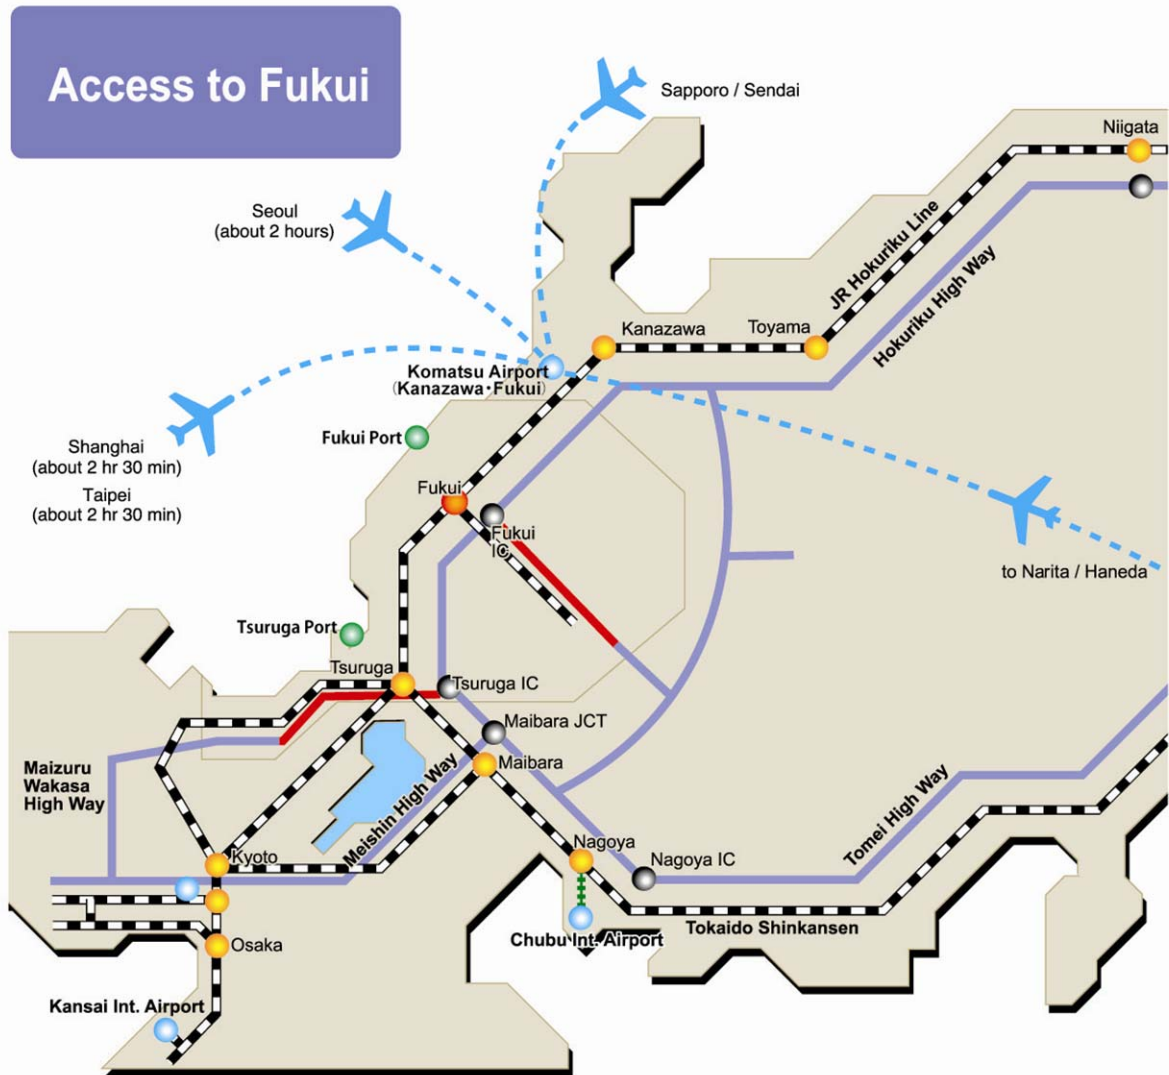 Access to Fukui
Sapporo / Sendai
Niigata
Seoul
(about 2 hours)
JR Hokuriku Line
Hokuriku High Way
Kanazawa
Toyama
Komatsu Airport
(Kanazawa・Fukui)
Fukui Port
Shanghai
(about 2 hr 30 min)
Taipei
(about 2 hr 30 min)
Fukui
Fukui
IC
to Narita / Haneda
Tsuruga Port
Tsuruga
Tsuruga IC
Maibara JCT
Maibara
Maizuru
Wakasa
High Way
Meishin High Way
Tomei High Way
Kyoto
Nagoya
Nagoya IC
Tokaido Shinkansen
Chubu Int. Airport
Osaka
Kansai Int. Airport